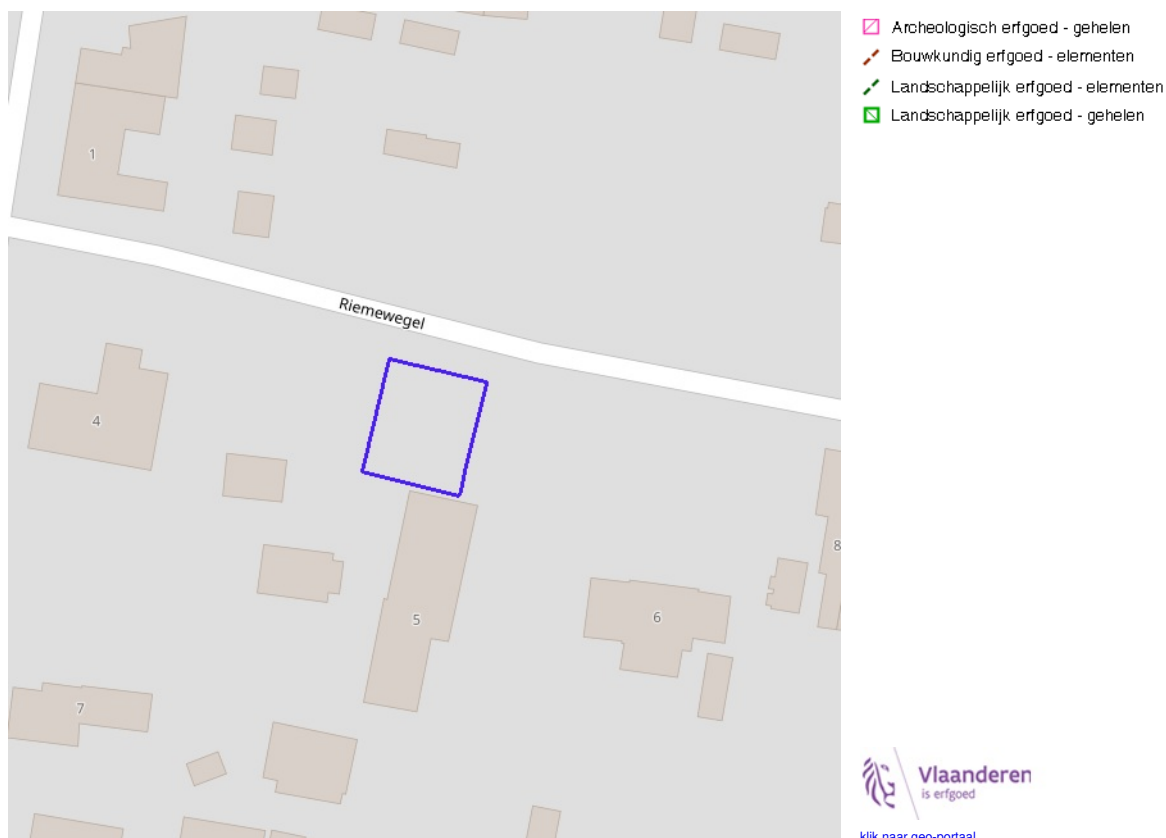 Archeologisch erfgoed - gehelen
Bouwkundig erfgoed - elementen
Landschappelijk erfgoed - elementen
Landschappelijk erfgoed - gehelen
1
Riemewegel
4
8
5
6
7
Vlaanderen
is erfgoed
klik naar geo-portaal